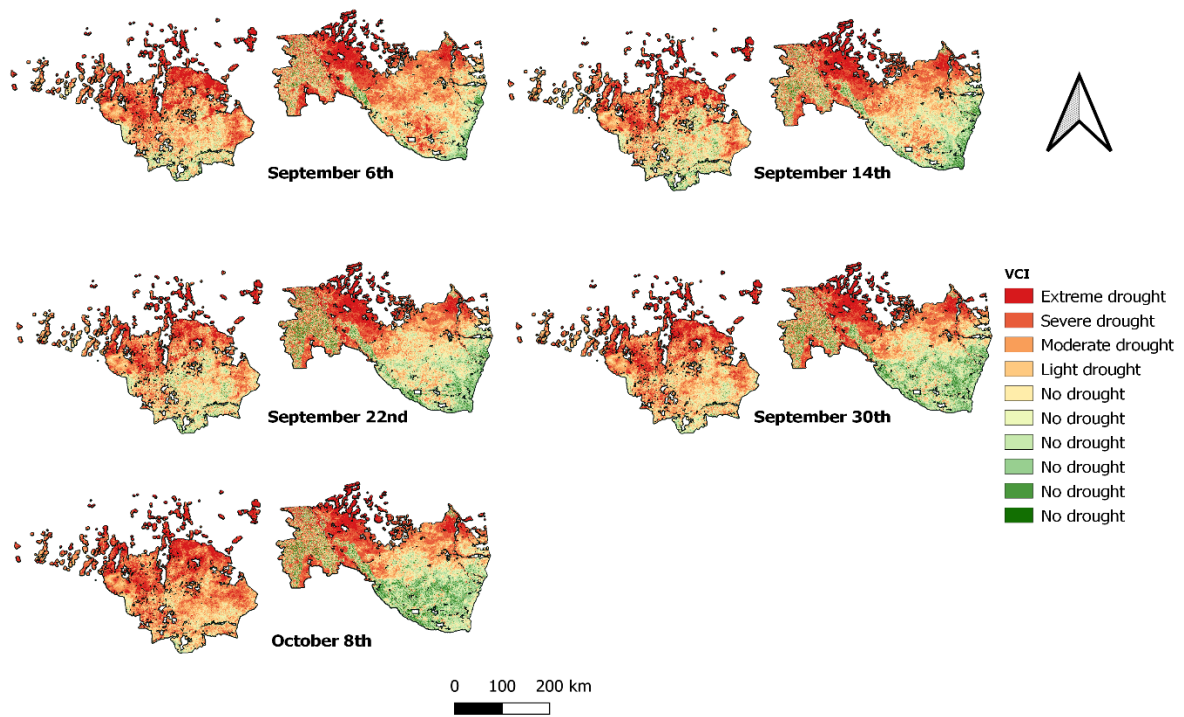 September 6th
September 14th
September 22nd
September 30th
October 8th
VCI
Extreme drought
Severe drought
Moderate drought
Light drought
No drought
No drought
No drought
No drought
No drought
No drought
0 100 200 km